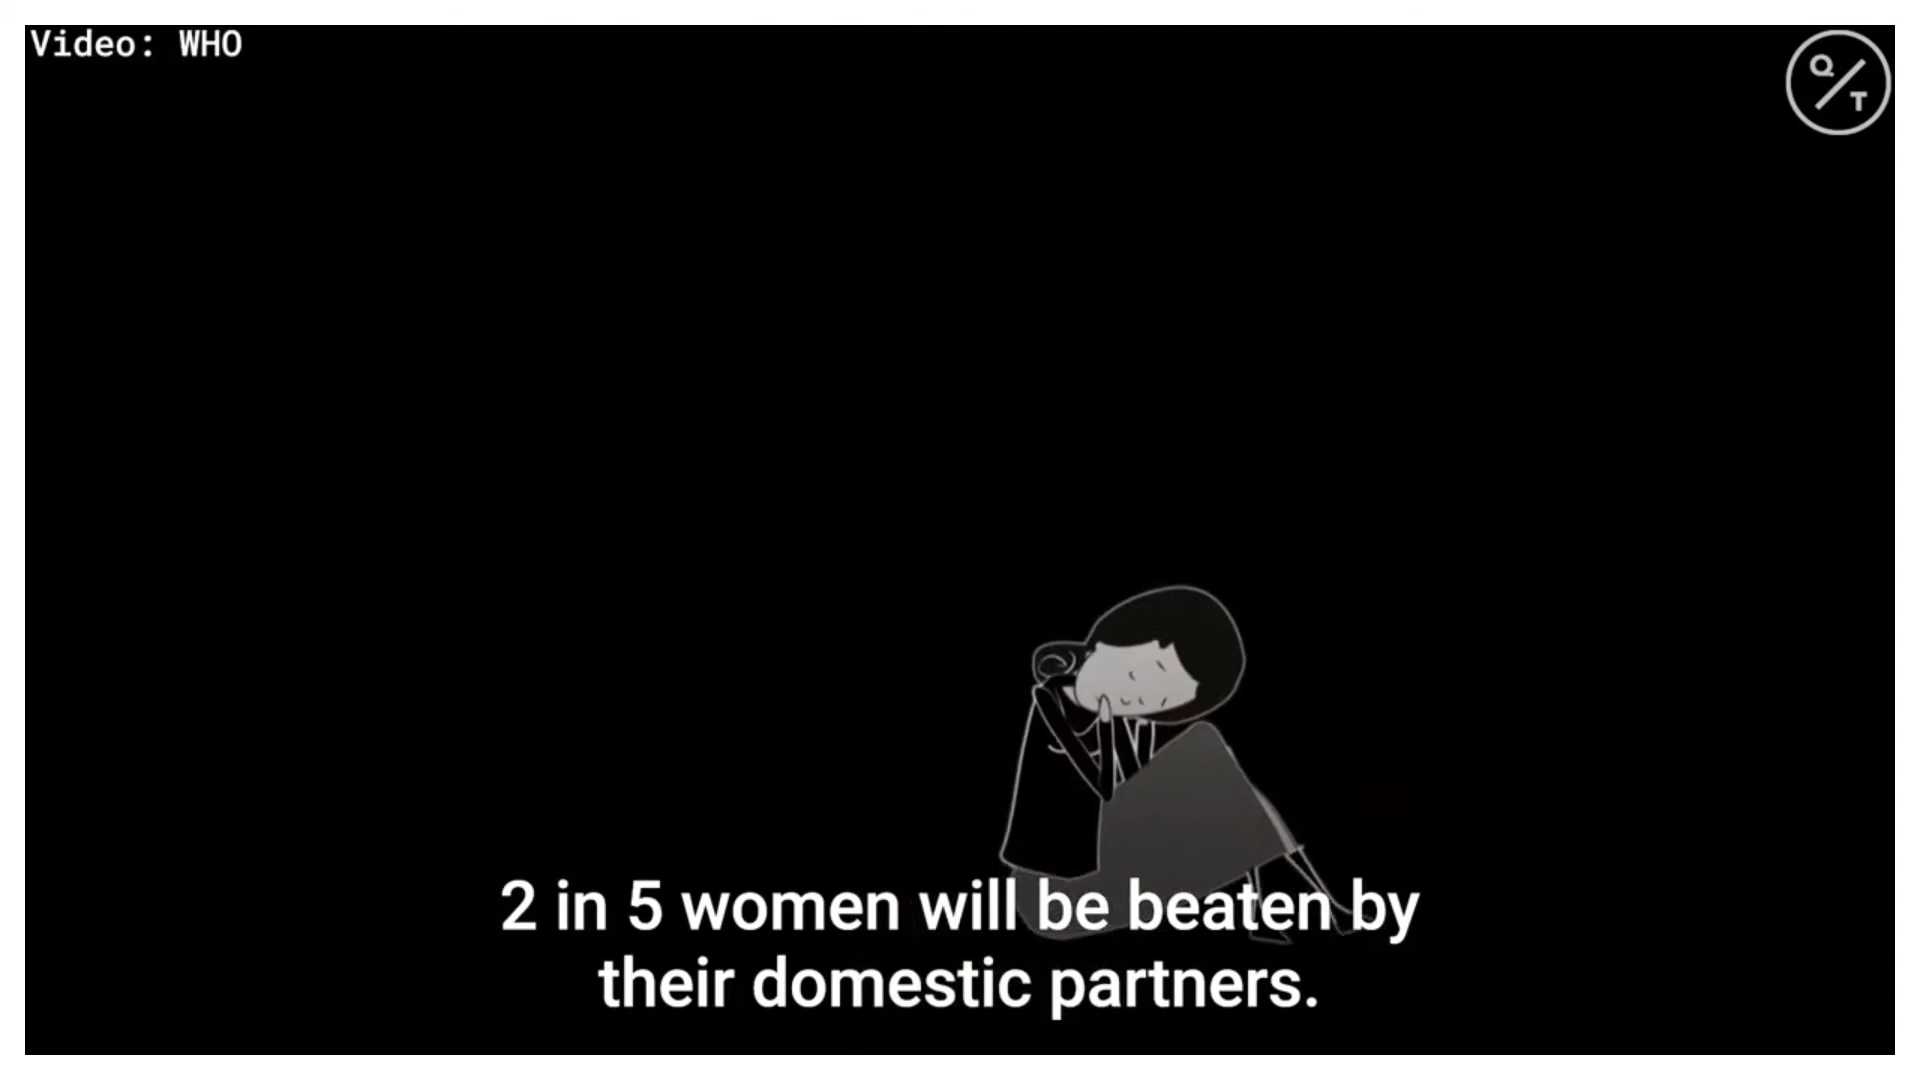 Video: WHO
Q/T
2 in 5 women will be beaten by
their domestic partners.